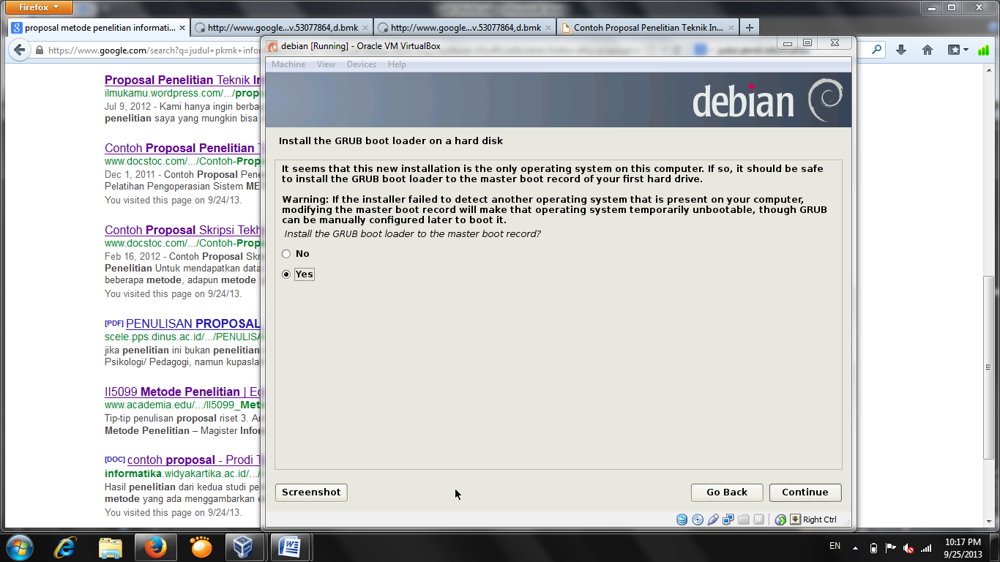 Firefox
proposal metode penelitian informati...
http://www.google...v.53077864,d.bmk
http://www.google...v.53077864,d.bmk
Contoh Proposal Penelitian Teknik In...
https://www.google.com/search?q=judul+pkmk+info
debian [Running] - Oracle VM VirtualBox
Machine View Devices Help
debian
Proposal Penelitian Teknik In
ilmukamu.wordpress.com/.../propo
Jul 9, 2012 - Kami hanya ingin berba
penelitian saya yang mungkin bisa
Contoh Proposal Penelitian T
www.docstoc.com/.../Contoh-Prop
Dec 1, 2011 - Contoh Proposal Pene
Pelatihan Pengoperasian Sistem ME
You visited this page on 9/24/13.
Contoh Proposal Skripsi Tekh
www.docstoc.com/.../Contoh-Prop
Feb 16, 2012 - Contoh Proposal Skr
Penelitian Untuk mendapatkan data
beberapa metode, adapun metode
You visited this page on 9/24/13.
[PDF] PENULISAN PROPOSAL
scele.pps.dinus.ac.id/.../PENULISA
jika penelitian ini bukan penelitian
Psikologi/ Pedagogi, namun kupaslah
II5099 Metode Penelitian | Ed
www.academia.edu/.../II5099_Met
Tip-tip penulisan proposal riset 3. An
Metode Penelitian – Magister Infor
[DOC] contoh proposal - Prodi T
informatika.widyakartika.ac.id/.../
Hasil penelitian dari kedua studi pe
metode yang ada menggambarkan e
You visited this page on 9/24/13.
Install the GRUB boot loader on a hard disk
It seems that this new installation is the only operating system on this computer. If so, it should be safe
to install the GRUB boot loader to the master boot record of your first hard drive.
Warning: If the installer failed to detect another operating system that is present on your computer,
modifying the master boot record will make that operating system temporarily unbootable, though GRUB
can be manually configured later to boot it.
Install the GRUB boot loader to the master boot record?
No
Yes
Screenshot
Go Back
Continue
Right Ctrl
EN
10:17 PM
9/25/2013